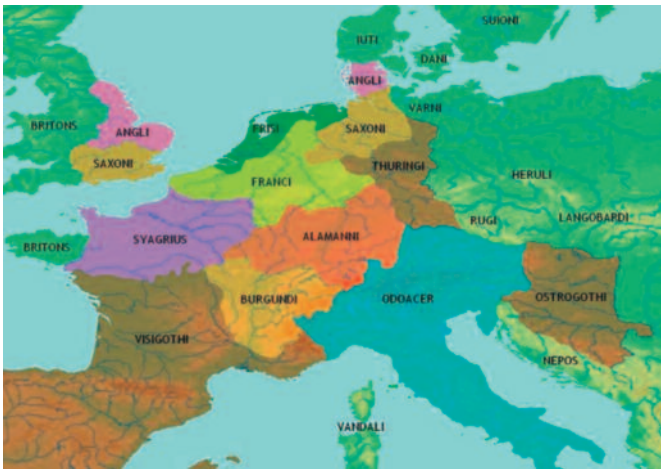 SUIONI
IUTI
DANI
ANGLI
VARNI
BRITONS
ANGLI
FRISI
SAXONI
SAXONI
THURINGI
FRANCI
HERULI
RUGI
LANGOBARDI
BRITONS
SYAGRIUS
ALAMANNI
BURGUNDI
ODOACER
OSTROGOTHI
VISIGOTHI
NEPOS
VANDALI